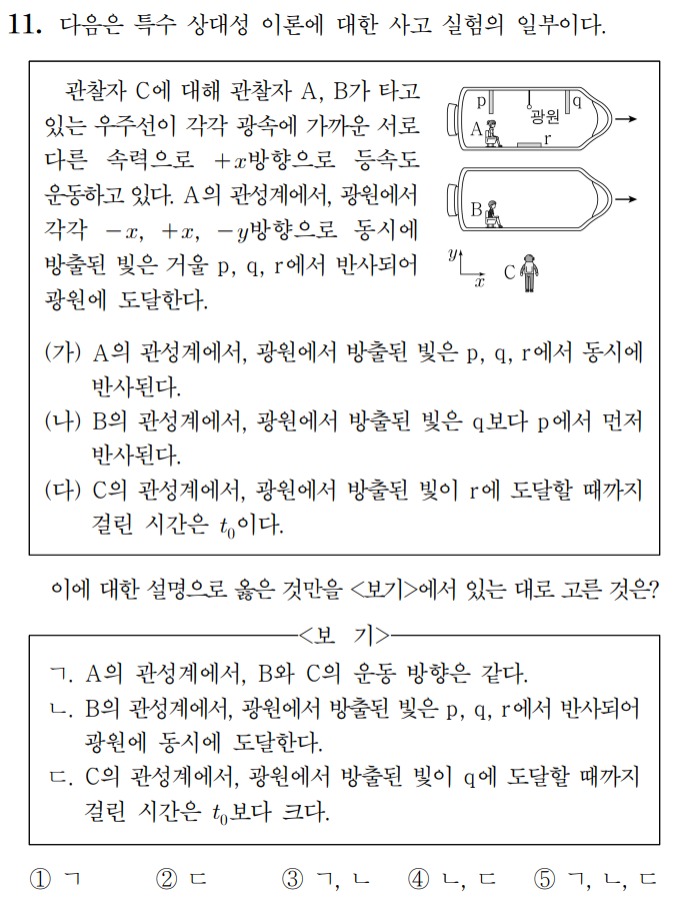 11. 다음은 특수 상대성 이론에 대한 사고 실험의 일부이다.
관찰자 C에 대해 관찰자 A, B가 타고
있는 우주선이 각각 광속에 가까운 서로
다른 속력으로 +x방향으로 등속도
운동하고 있다. A의 관성계에서, 광원에서
각각 -x, +x, -y방향으로 동시에
방출된 빛은 거울 p, q, r에서 반사되어
광원에 도달한다.
p
q
광원
A
r
B
y
x
C
(가) A의 관성계에서, 광원에서 방출된 빛은 p, q, r에서 동시에
반사된다.
(나) B의 관성계에서, 광원에서 방출된 빛은 q보다 p에서 먼저
반사된다.
(다) C의 관성계에서, 광원에서 방출된 빛이 r에 도달할 때까지
걸린 시간은 t₀이다.
이에 대한 설명으로 옳은 것만을 <보기>에서 있는 대로 고른 것은?
<보 기>
ㄱ. A의 관성계에서, B와 C의 운동 방향은 같다.
ㄴ. B의 관성계에서, 광원에서 방출된 빛은 p, q, r에서 반사되어
광원에 동시에 도달한다.
ㄷ. C의 관성계에서, 광원에서 방출된 빛이 q에 도달할 때까지
걸린 시간은 t₀보다 크다.
① ㄱ ② ㄷ ③ ㄱ, ㄴ ④ ㄴ, ㄷ ⑤ ㄱ, ㄴ, ㄷ